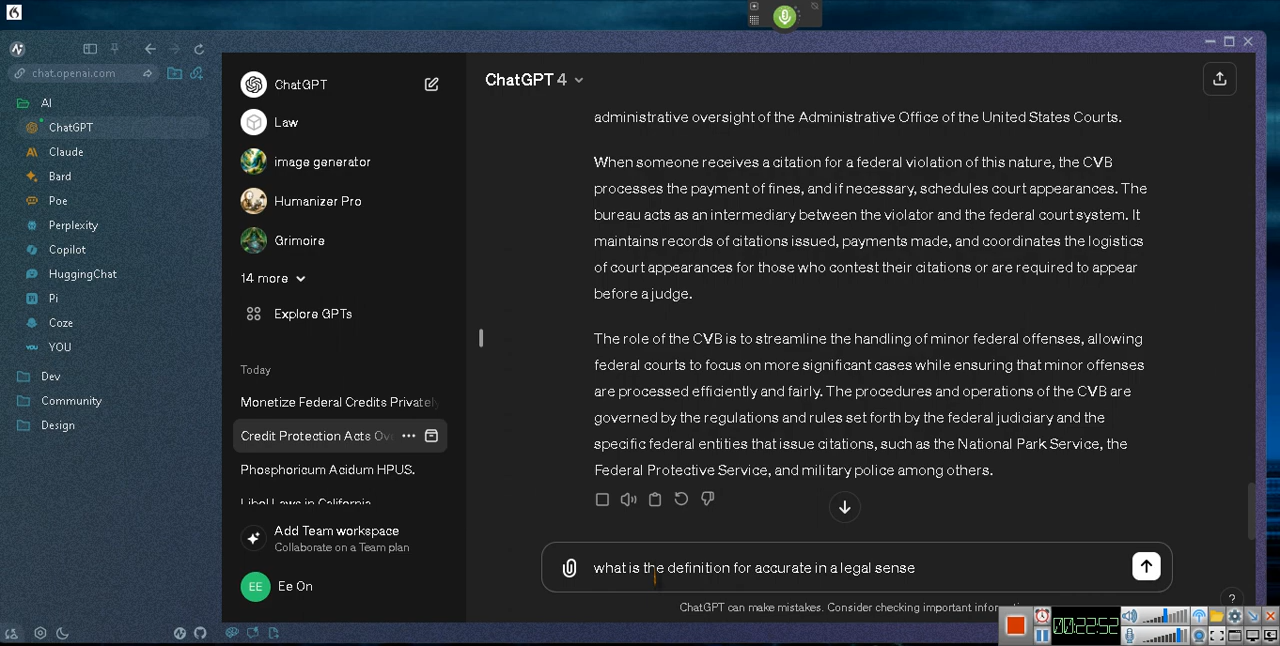 chat.openai.com
AI
ChatGPT
Claude
Bard
Poe
Perplexity
Copilot
HuggingChat
Pi
Coze
YOU
Dev
Community
Design
ChatGPT
Law
image generator
Humanizer Pro
Grimoire
14 more
Explore GPTs
Today
Monetize Federal Credits Privately
Credit Protection Acts Ov
Phosphoricum Acidum HPUS.
Libel Laws in California
Add Team workspace
Collaborate on a Team plan
EE
Ee On
ChatGPT 4
administrative oversight of the Administrative Office of the United States Courts.
When someone receives a citation for a federal violation of this nature, the CVB
processes the payment of fines, and if necessary, schedules court appearances. The
bureau acts as an intermediary between the violator and the federal court system. It
maintains records of citations issued, payments made, and coordinates the logistics
of court appearances for those who contest their citations or are required to appear
before a judge.
The role of the CVB is to streamline the handling of minor federal offenses, allowing
federal courts to focus on more significant cases while ensuring that minor offenses
are processed efficiently and fairly. The procedures and operations of the CVB are
governed by the regulations and rules set forth by the federal judiciary and the
specific federal entities that issue citations, such as the National Park Service, the
Federal Protective Service, and military police among others.
what is the definition for accurate in a legal sense
ChatGPT can make mistakes. Consider checking important
?
00:22:52